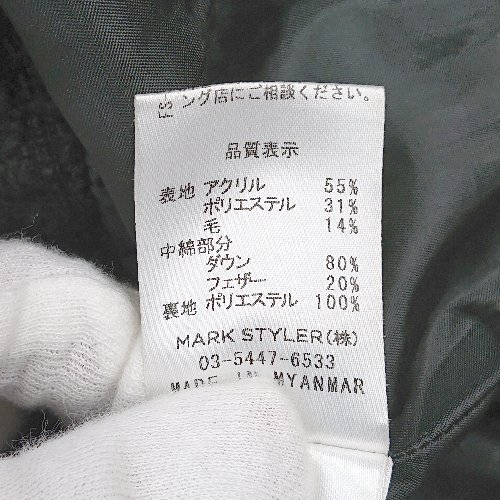 ング店にご相談ください。
品質表示
表地 アクリル 55%
ポリエステル 31%
毛 14%
中綿部分
ダウン 80%
フェザー 20%
裏地 ポリエステル 100%
MARK STYLER(株)
03-5447-6533
MADE IN MYANMAR